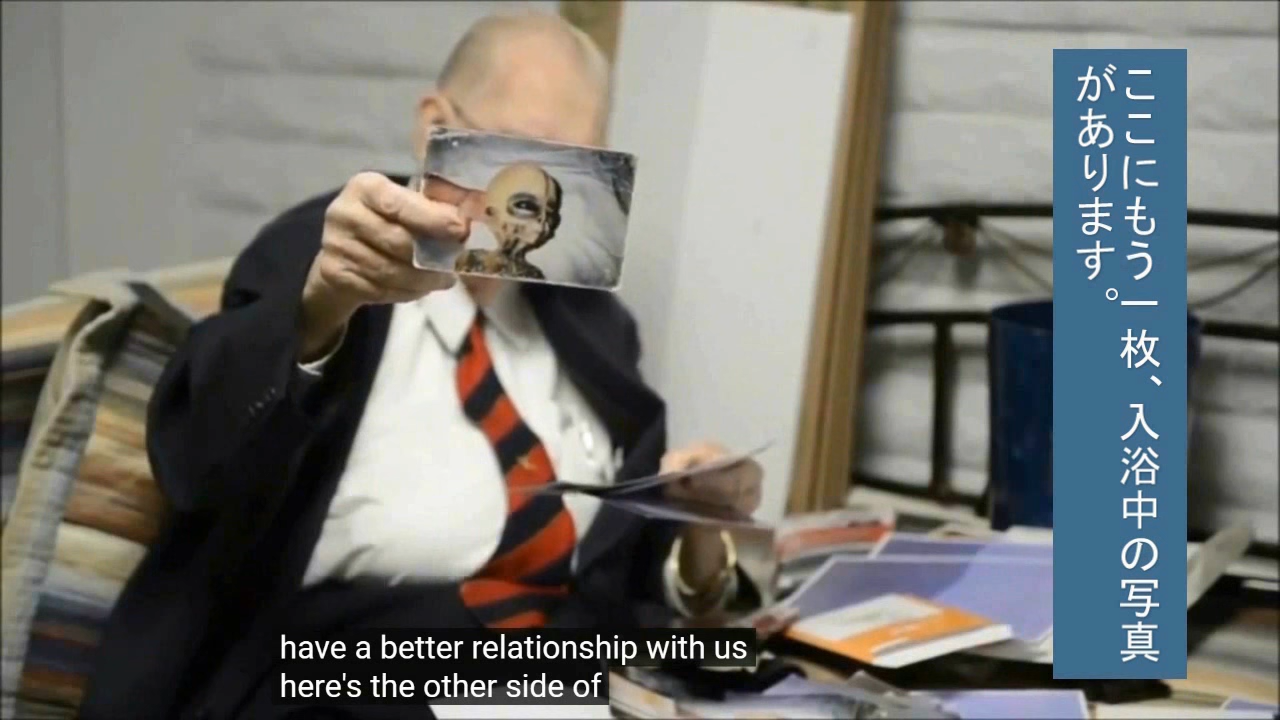 ここにもう一枚、入浴中の写真
があります。
have a better relationship with us
here's the other side of